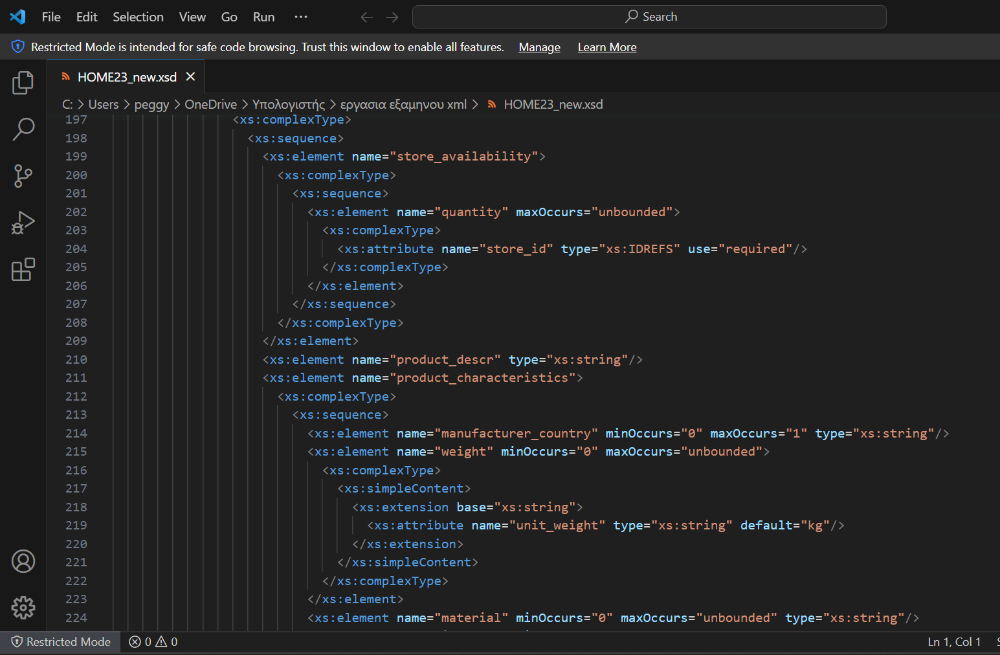 File Edit Selection View Go Run ··· Search
Restricted Mode is intended for safe code browsing. Trust this window to enable all features. Manage Learn More
HOME23_new.xsd
C: > Users > peggy > OneDrive > Υπολογιστής > εργασια εξαμηνου xml > HOME23_new.xsd
197 <xs:complexType>
198 <xs:sequence>
199 <xs:element name="store_availability">
200 <xs:complexType>
201 <xs:sequence>
202 <xs:element name="quantity" maxOccurs="unbounded">
203 <xs:complexType>
204 <xs:attribute name="store_id" type="xs:IDREFS" use="required"/>
205 </xs:complexType>
206 </xs:element>
207 </xs:sequence>
208 </xs:complexType>
209 </xs:element>
210 <xs:element name="product_descr" type="xs:string"/>
211 <xs:element name="product_characteristics">
212 <xs:complexType>
213 <xs:sequence>
214 <xs:element name="manufacturer_country" minOccurs="0" maxOccurs="1" type="xs:string"/>
215 <xs:element name="weight" minOccurs="0" maxOccurs="unbounded">
216 <xs:complexType>
217 <xs:simpleContent>
218 <xs:extension base="xs:string">
219 <xs:attribute name="unit_weight" type="xs:string" default="kg"/>
220 </xs:extension>
221 </xs:simpleContent>
222 </xs:complexType>
223 </xs:element>
224 <xs:element name="material" minOccurs="0" maxOccurs="unbounded" type="xs:string"/>
Restricted Mode 0 0 Ln 1, Col 1